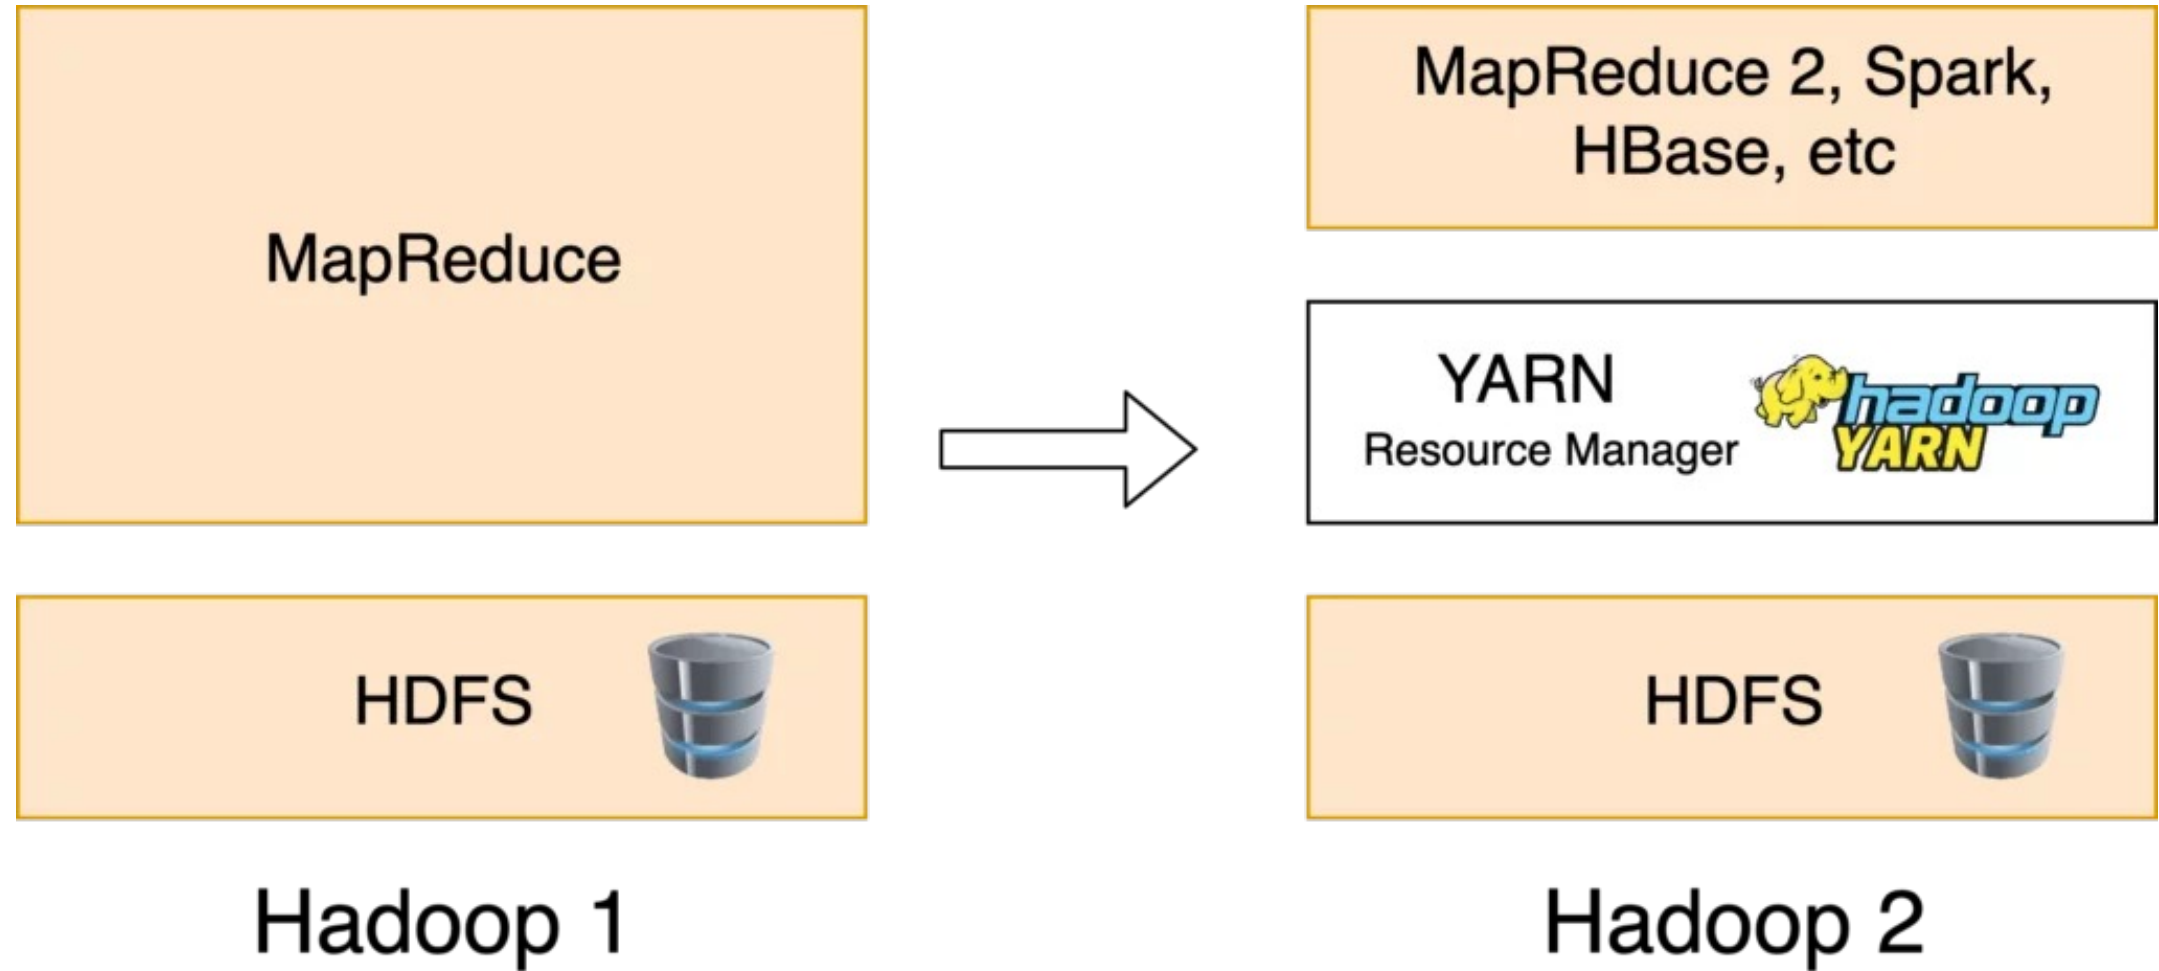 MapReduce
HDFS
Hadoop 1
MapReduce 2, Spark,
HBase, etc
YARN
Resource Manager
hadoop
YARN
HDFS
Hadoop 2